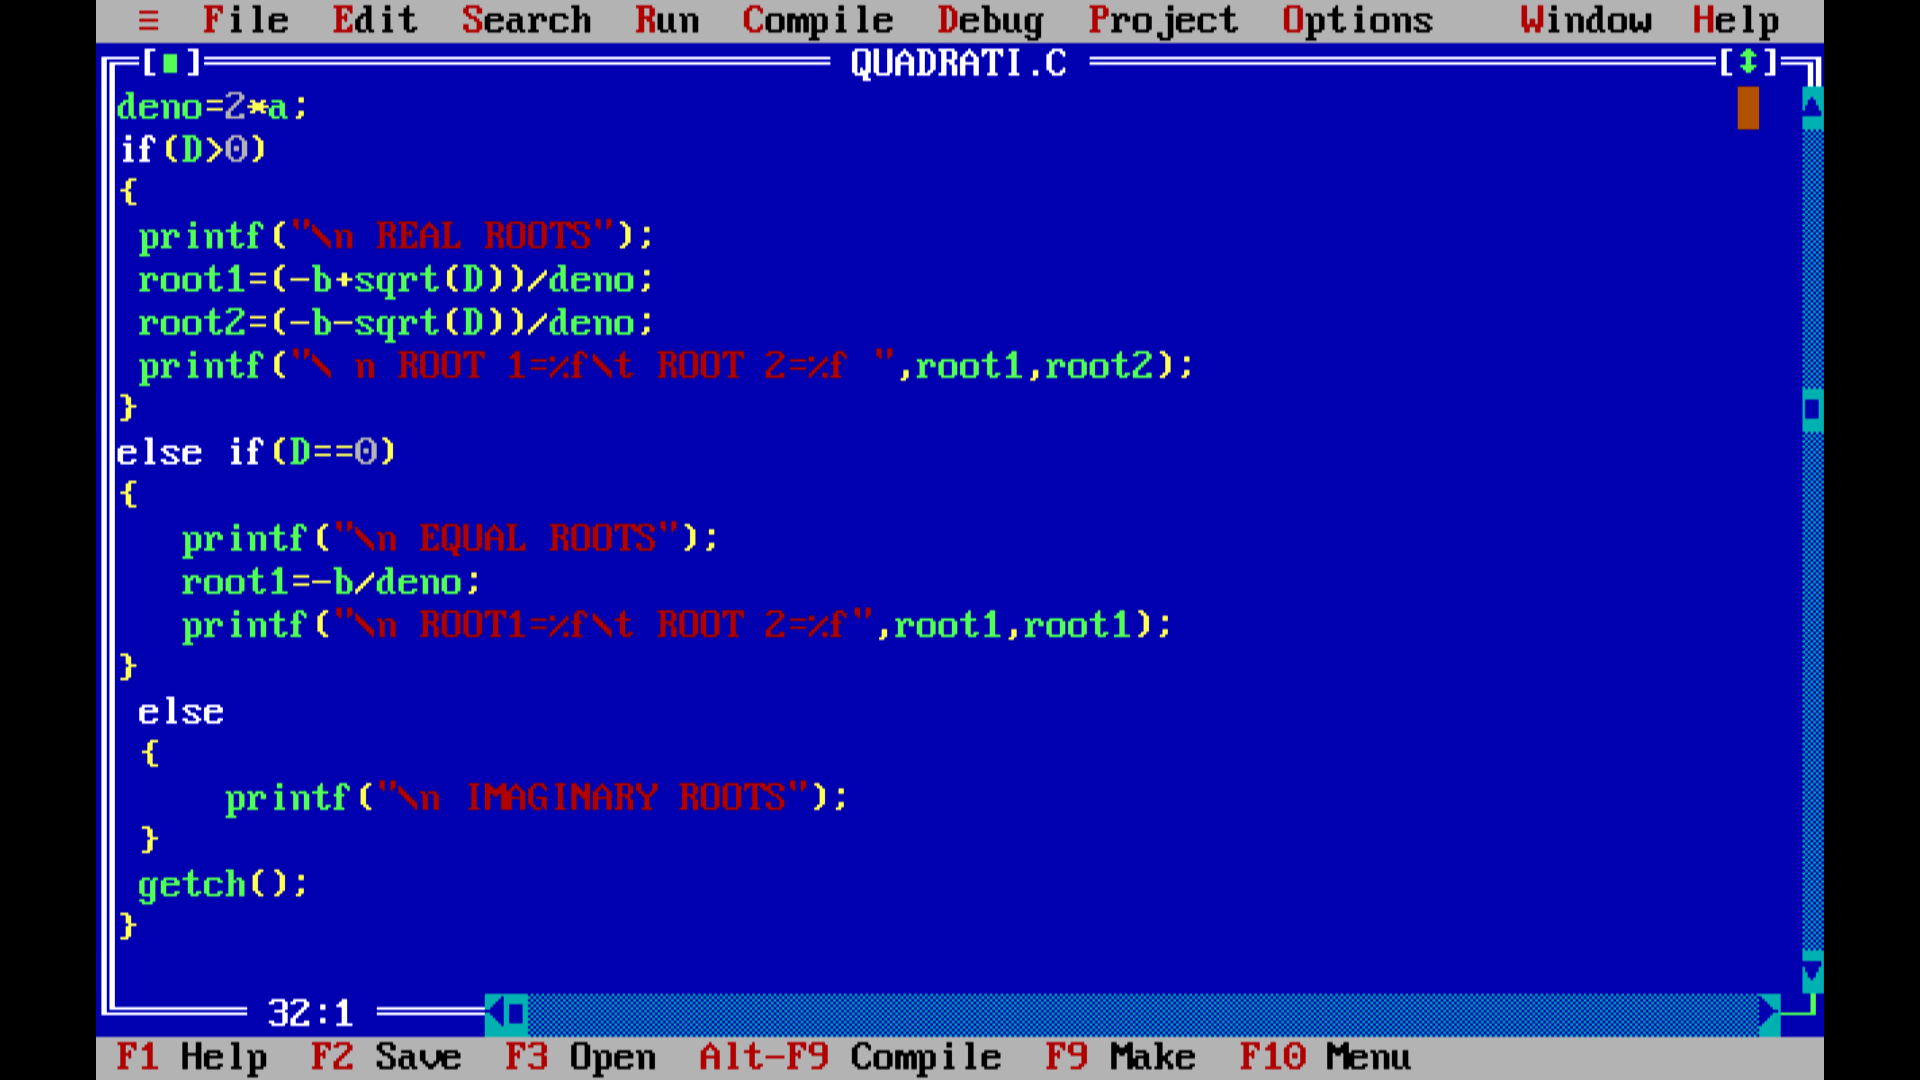 ≡ File Edit Search Run Compile Debug Project Options Window Help
[■] QUADRATI.C [↕]
deno=2*a;
if(D>0)
{
 printf("\n REAL ROOTS");
 root1=(-b+sqrt(D))/deno;
 root2=(-b-sqrt(D))/deno;
 printf("\ n ROOT 1=%f\t ROOT 2=%f ",root1,root2);
}
else if(D==0)
{
   printf("\n EQUAL ROOTS");
   root1=-b/deno;
   printf("\n ROOT1=%f\t ROOT 2=%f",root1,root1);
}
 else
 {
     printf("\n IMAGINARY ROOTS");
 }
 getch();
}
32:1
F1 Help F2 Save F3 Open Alt-F9 Compile F9 Make F10 Menu